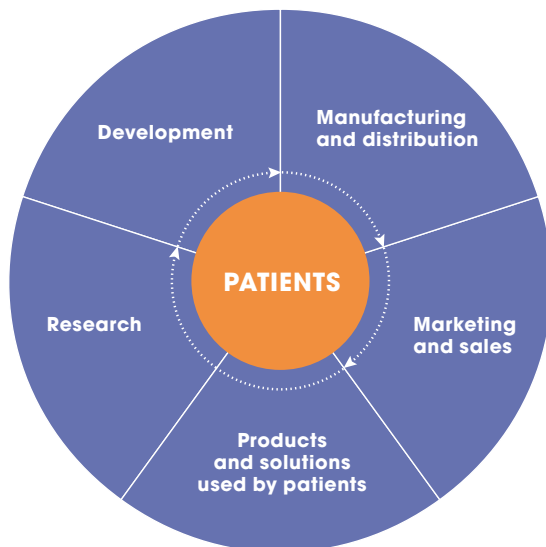 Development
Manufacturing
and distribution
PATIENTS
Research
Marketing
and sales
Products
and solutions
used by patients